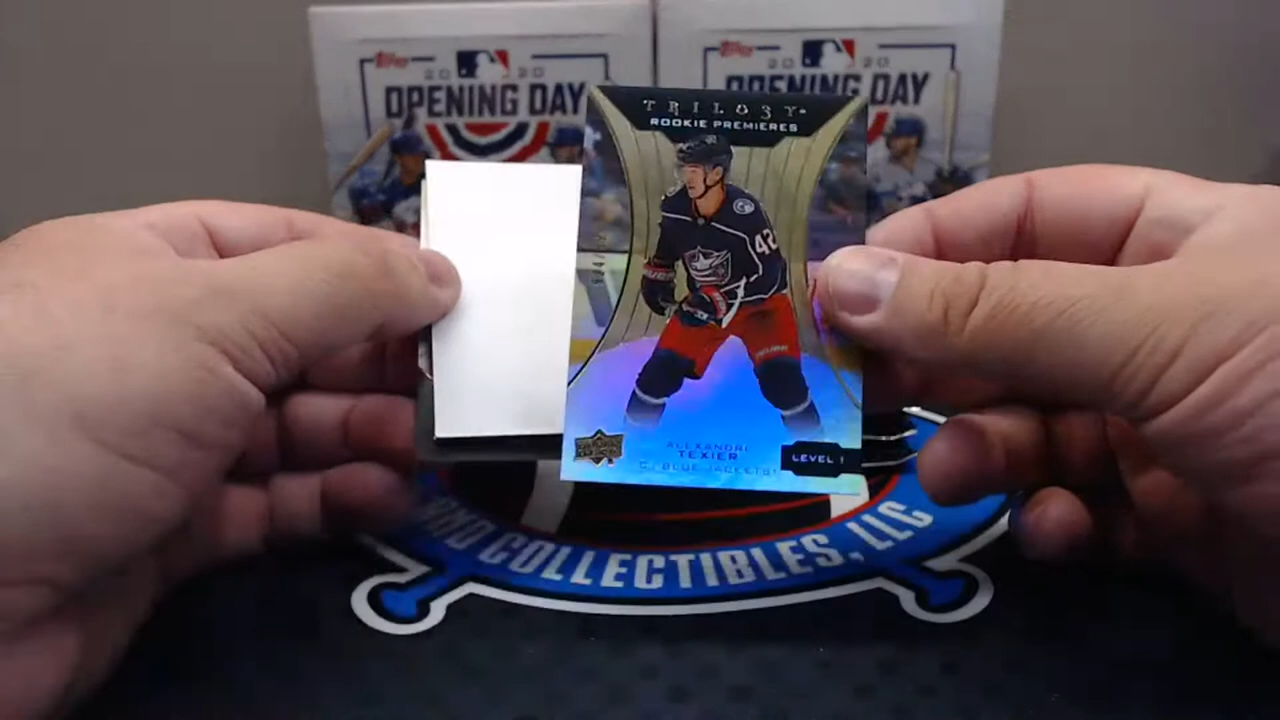 Topps
2020
OPENING DAY
Topps
2020
OPENING DAY
TRILOGY
ROOKIE PREMIERES
42
ALEXANDRE
TEXIER
C / BLUE JACKETS
LEVEL 1
COLLECTIBLES, LLC